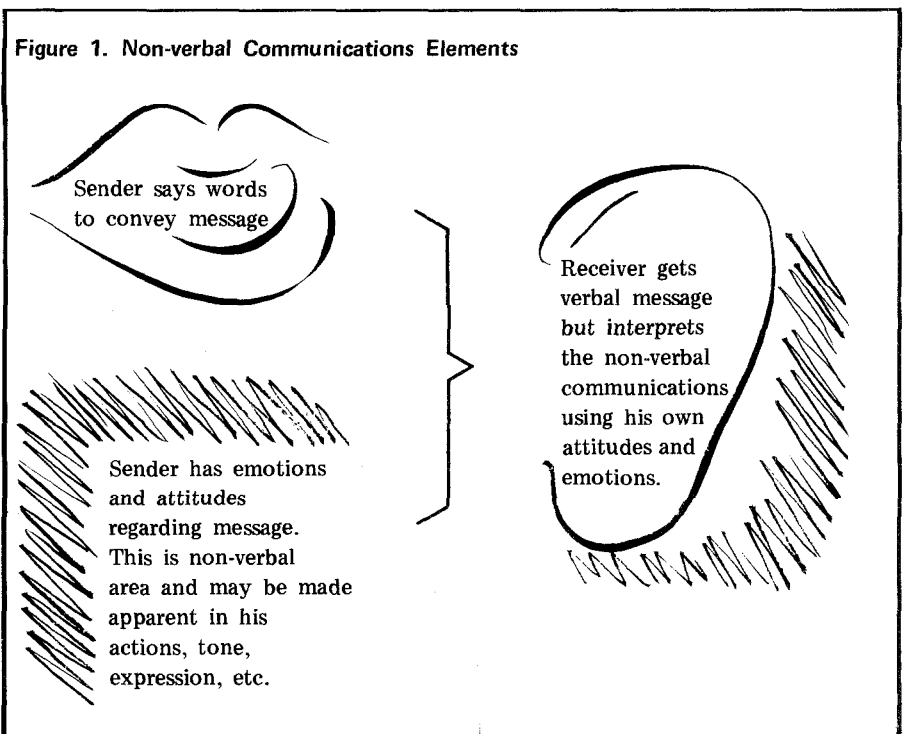 Figure 1. Non-verbal Communications Elements
Sender says words
to convey message
Sender has emotions
and attitudes
regarding message.
This is non-verbal
area and may be made
apparent in his
actions, tone,
expression, etc.
Receiver gets
verbal message
but interprets
the non-verbal
communications
using his own
attitudes and
emotions.